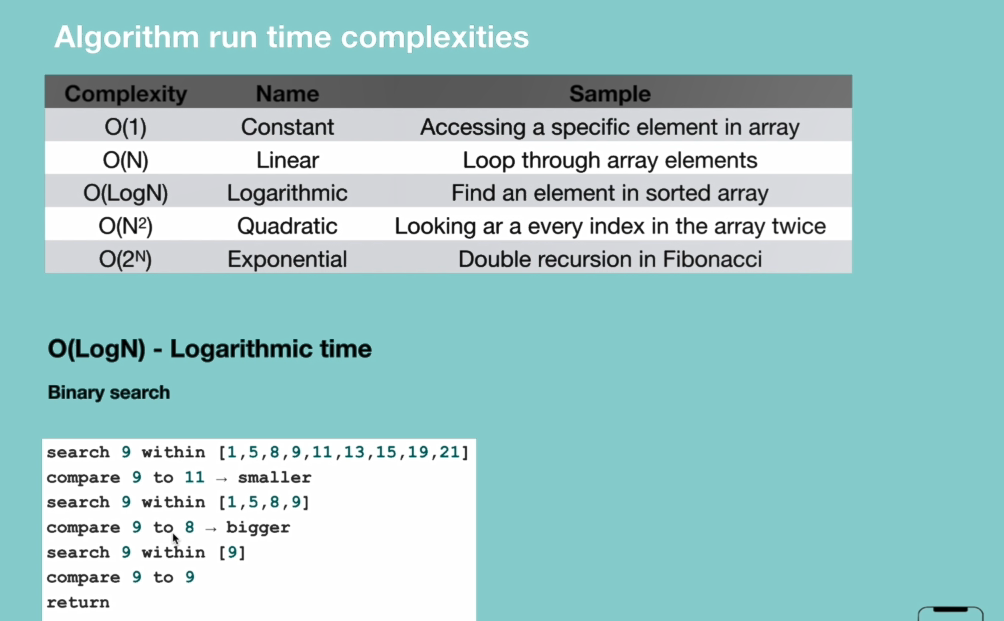 Algorithm run time complexities
Complexity Name Sample
O(1) Constant Accessing a specific element in array
O(N) Linear Loop through array elements
O(LogN) Logarithmic Find an element in sorted array
O(N²) Quadratic Looking ar a every index in the array twice
O(2ᴺ) Exponential Double recursion in Fibonacci
O(LogN) - Logarithmic time
Binary search
search 9 within [1,5,8,9,11,13,15,19,21]
compare 9 to 11 → smaller
search 9 within [1,5,8,9]
compare 9 to 8 → bigger
search 9 within [9]
compare 9 to 9
return